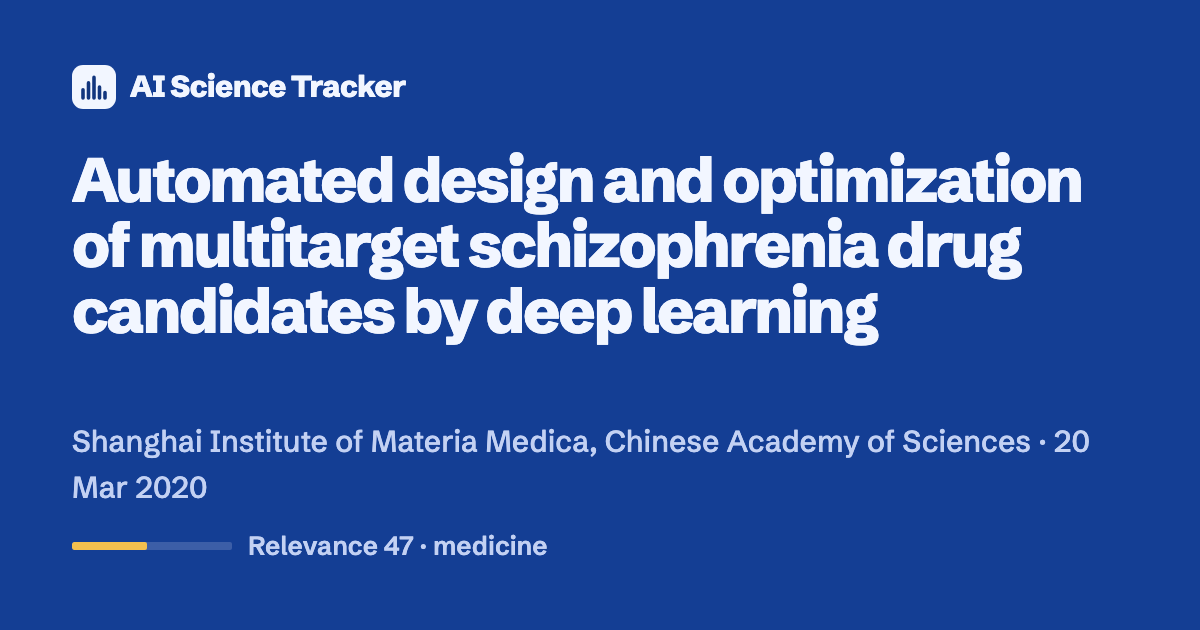 AI Science Tracker
Automated design and optimization
of multitarget schizophrenia drug
candidates by deep learning
Shanghai Institute of Materia Medica, Chinese Academy of Sciences · 20
Mar 2020
Relevance 47 · medicine